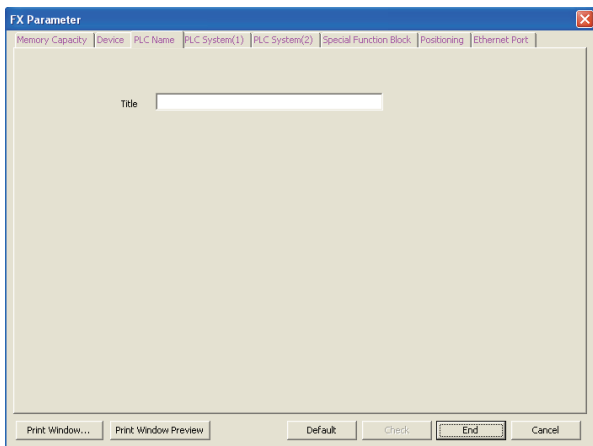 FX Parameter
Memory Capacity Device PLC Name PLC System(1) PLC System(2) Special Function Block Positioning Ethernet Port
Title
Print Window... Print Window Preview Default Check End Cancel